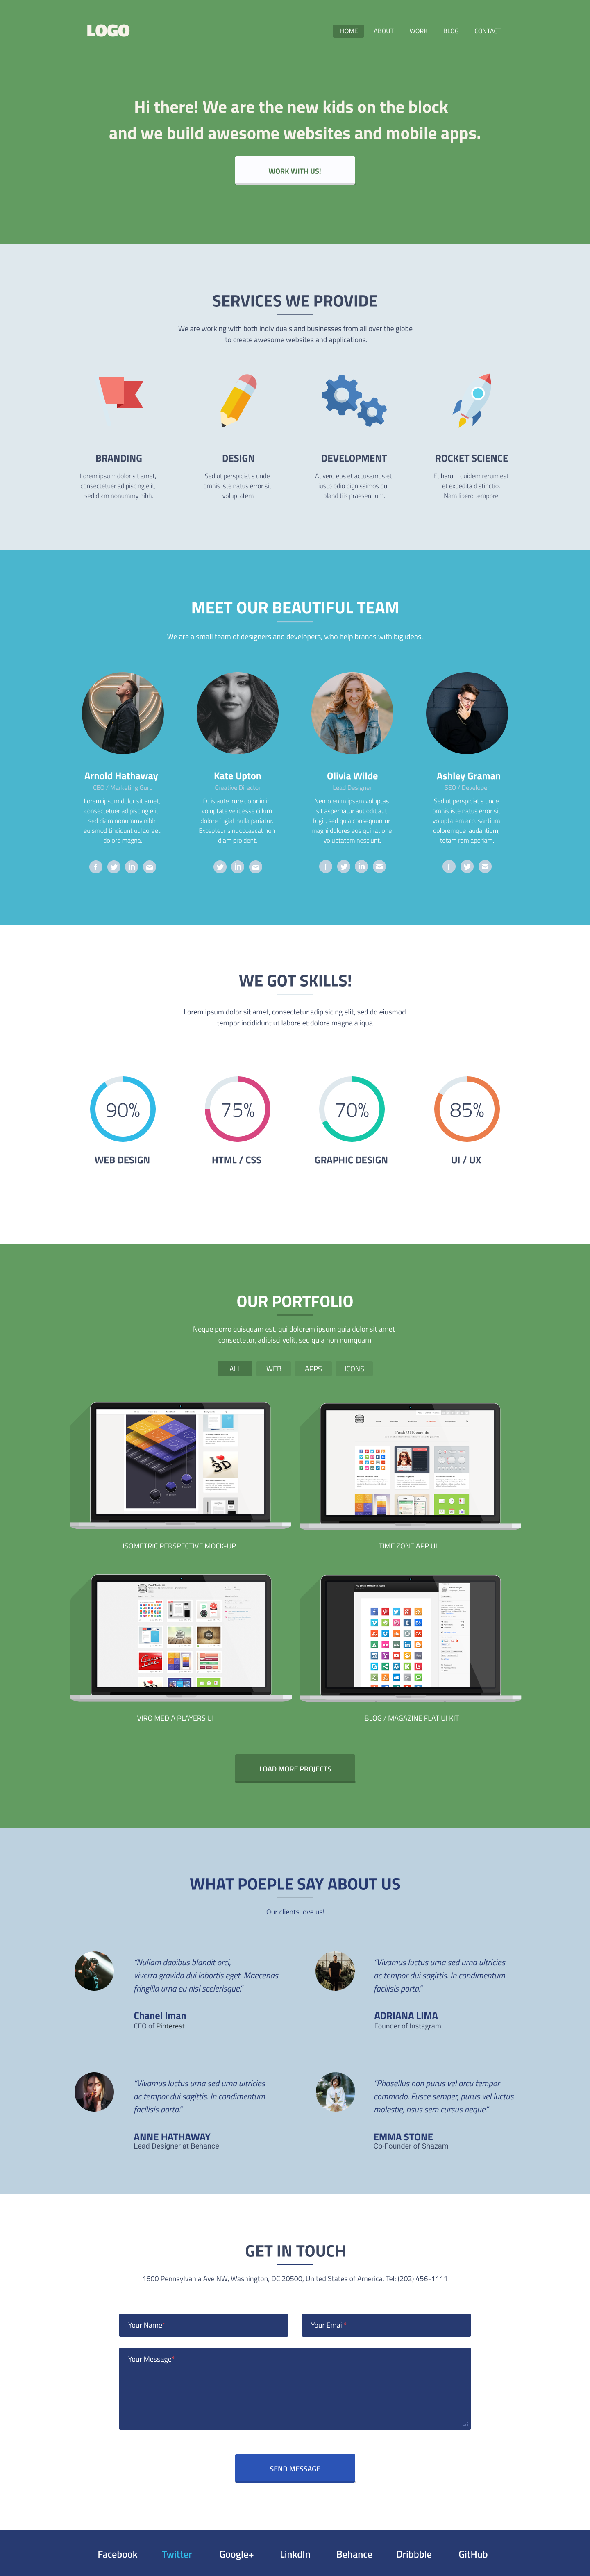 LOGO
HOME ABOUT WORK BLOG CONTACT
Hi there! We are the new kids on the block
and we build awesome websites and mobile apps.
WORK WITH US!
SERVICES WE PROVIDE
We are working with both individuals and businesses from all over the globe
to create awesome websites and applications.
BRANDING
Lorem ipsum dolor sit amet,
consectetuer adipiscing elit,
sed diam nonummy nibh.
DESIGN
Sed ut perspiciatis unde
omnis iste natus error sit
voluptatem
DEVELOPMENT
At vero eos et accusamus et
iusto odio dignissimos qui
blanditiis praesentium.
ROCKET SCIENCE
Et harum quidem rerum est
et expedita distinctio.
Nam libero tempore.
MEET OUR BEAUTIFUL TEAM
We are a small team of designers and developers, who help brands with big ideas.
Arnold Hathaway
CEO / Marketing Guru
Lorem ipsum dolor sit amet,
consectetuer adipiscing elit,
sed diam nonummy nibh
euismod tincidunt ut laoreet
dolore magna.
Kate Upton
Creative Director
Duis aute irure dolor in in
voluptate velit esse cillum
dolore fugiat nulla pariatur.
Excepteur sint occaecat non
diam proident.
Olivia Wilde
Lead Designer
Nemo enim ipsam voluptas
sit aspernatur aut odit aut
fugit, sed quia consequuntur
magni dolores eos qui ratione
voluptatem nesciunt.
Ashley Graman
SEO / Developer
Sed ut perspiciatis unde
omnis iste natus error sit
voluptatem accusantium
doloremque laudantium,
totam rem aperiam.
WE GOT SKILLS!
Lorem ipsum dolor sit amet, consectetur adipisicing elit, sed do eiusmod
tempor incididunt ut labore et dolore magna aliqua.
90% 75% 70% 85%
WEB DESIGN HTML / CSS GRAPHIC DESIGN UI / UX
OUR PORTFOLIO
Neque porro quisquam est, qui dolorem ipsum quia dolor sit amet
consectetur, adipisci velit, sed quia non numquam
ALL WEB APPS ICONS
3D
Fresh UI Elements
ISOMETRIC PERSPECTIVE MOCK-UP
TIME ZONE APP UI
VIRO MEDIA PLAYERS UI
BLOG / MAGAZINE FLAT UI KIT
LOAD MORE PROJECTS
WHAT POEPLE SAY ABOUT US
Our clients love us!
“Nullam dapibus blandit orci,
viverra gravida dui lobortis eget. Maecenas
fringilla urna eu nisl scelerisque.”
Chanel Iman
CEO of Pinterest
“Vivamus luctus urna sed urna ultricies
ac tempor dui sagittis. In condimentum
facilisis porta.”
ADRIANA LIMA
Founder of Instagram
“Vivamus luctus urna sed urna ultricies
ac tempor dui sagittis. In condimentum
facilisis porta.”
ANNE HATHAWAY
Lead Designer at Behance
“Phasellus non purus vel arcu tempor
commodo. Fusce semper, purus vel luctus
molestie, risus sem cursus neque.”
EMMA STONE
Co-Founder of Shazam
GET IN TOUCH
1600 Pennsylvania Ave NW, Washington, DC 20500, United States of America. Tel: (202) 456-1111
Your Name*
Your Email*
Your Message*
SEND MESSAGE
Facebook Twitter Google+ LinkdIn Behance Dribbble GitHub